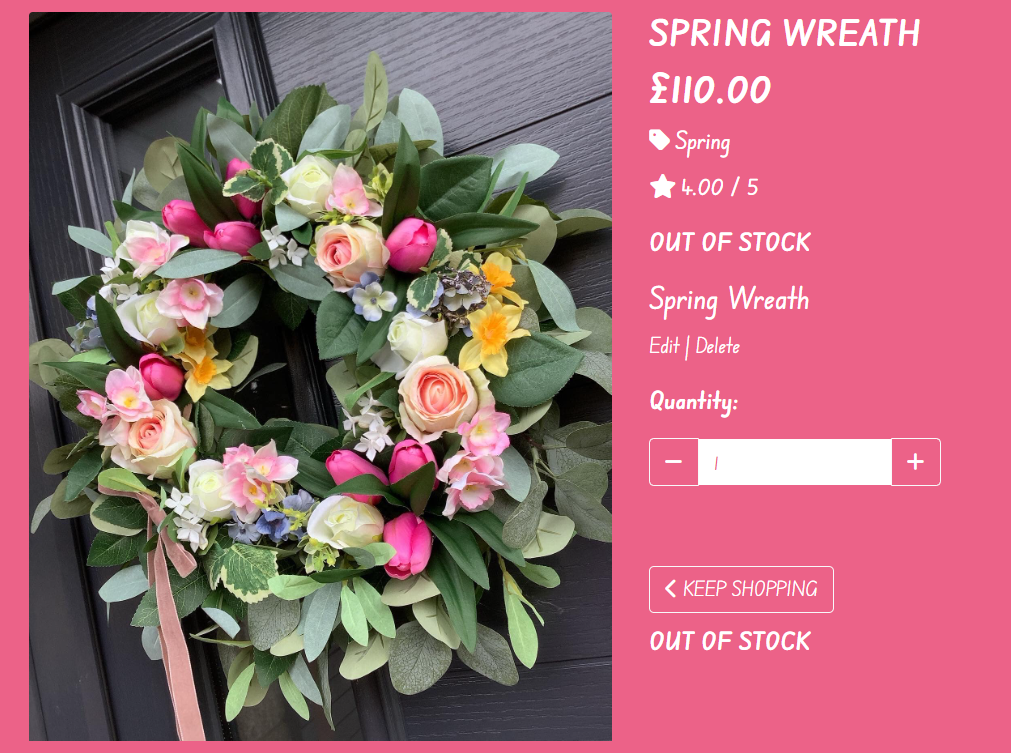 SPRING WREATH
£110.00
Spring
4.00 / 5
OUT OF STOCK
Spring Wreath
Edit | Delete
Quantity:
1
KEEP SHOPPING
OUT OF STOCK